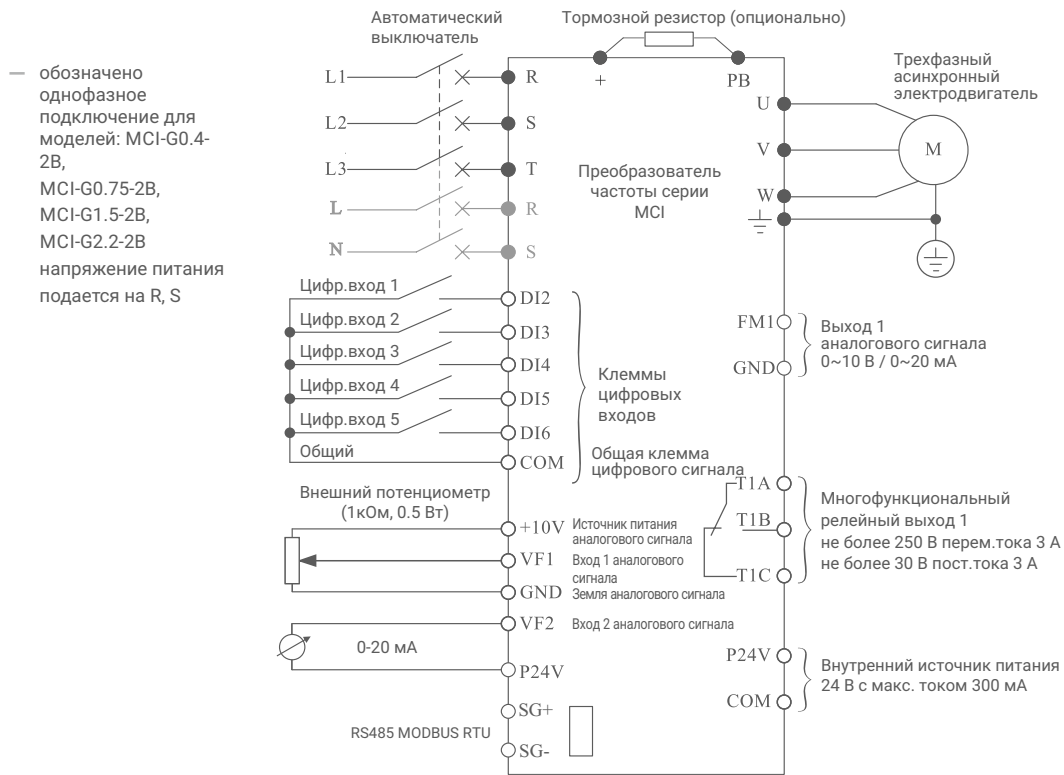 Автоматический
выключатель
Тормозной резистор (опционально)
— обозначено
однофазное
подключение для
моделей: MCI-G0.4-
2B,
MCI-G0.75-2B,
MCI-G1.5-2B,
MCI-G2.2-2B
напряжение питания
подается на R, S
L1
R
L2
S
L3
T
L
R
N
S
+
PB
U
V
W
Преобразователь
частоты серии
MCI
Трехфазный
асинхронный
электродвигатель
M
Цифр.вход 1
DI2
Цифр.вход 2
DI3
Цифр.вход 3
DI4
Цифр.вход 4
DI5
Цифр.вход 5
DI6
Общий
COM
Клеммы
цифровых
входов
Общая клемма
цифрового сигнала
Внешний потенциометр
(1кОм, 0.5 Вт)
+10V
Источник питания
аналогового сигнала
VF1
Вход 1 аналогового
сигнала
GND
Земля аналогового сигнала
VF2
Вход 2 аналогового сигнала
0-20 мА
P24V
SG+
RS485 MODBUS RTU
SG-
FM1
GND
Выход 1
аналогового сигнала
0~10 В / 0~20 мА
T1A
T1B
T1C
Многофункциональный
релейный выход 1
не более 250 В перем.тока 3 А
не более 30 В пост.тока 3 А
P24V
COM
Внутренний источник питания
24 В с макс. током 300 мА